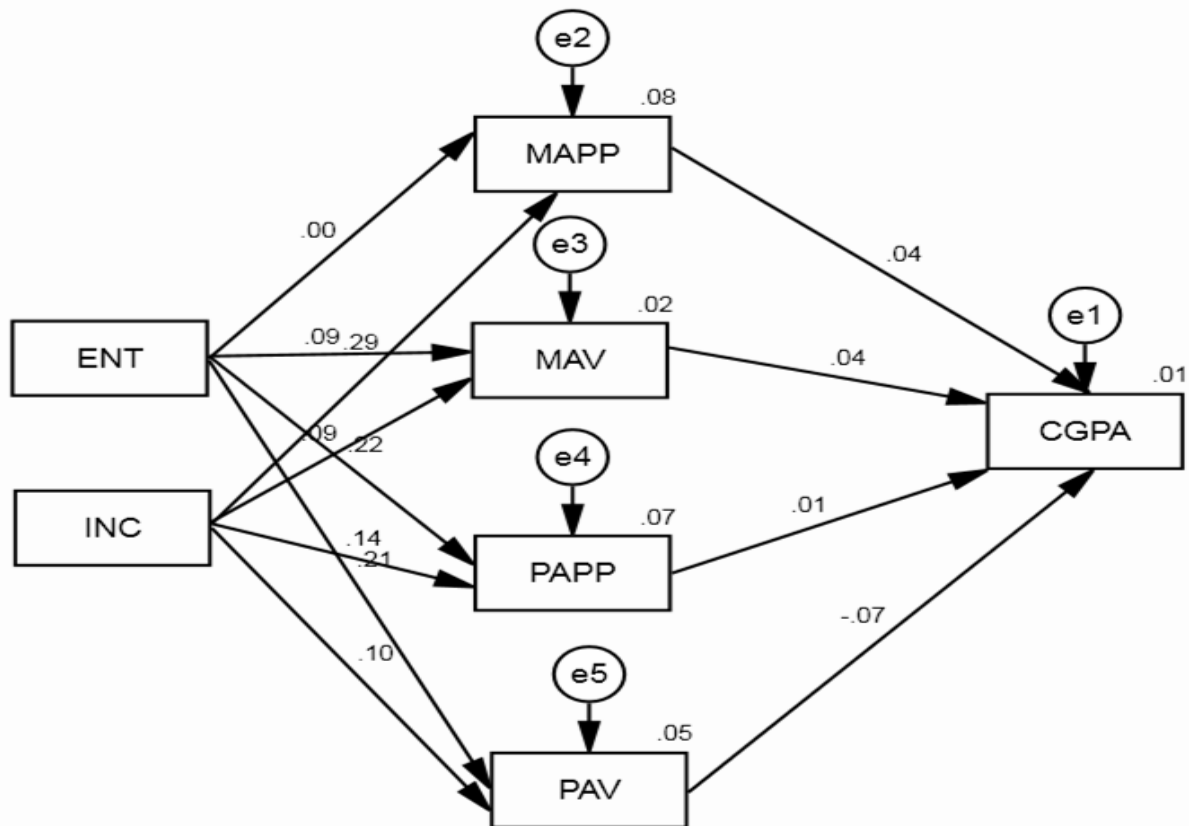 e2
.08
MAPP
.00
e3
.04
.02
e1
ENT
.09
.29
MAV
.04
.01
CGPA
.09
.22
e4
INC
.07
.01
.14
.21
PAPP
-.07
.10
e5
.05
PAV